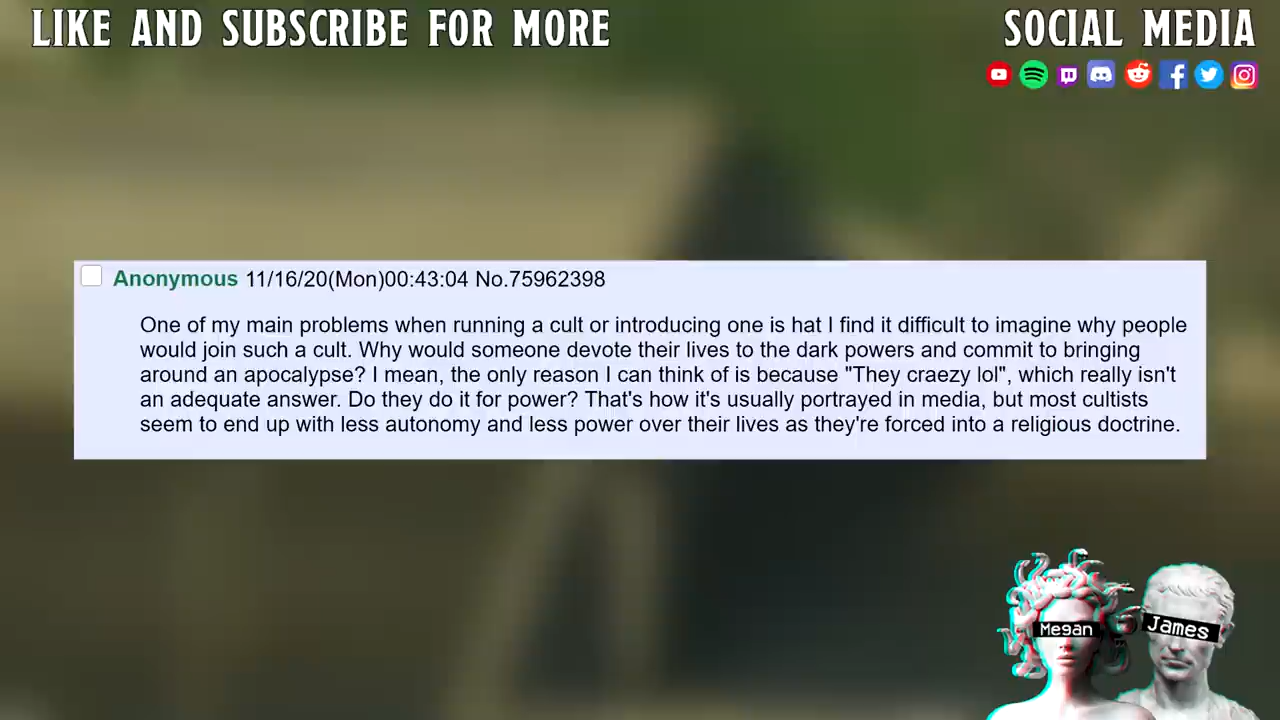 LIKE AND SUBSCRIBE FOR MORE
SOCIAL MEDIA
Anonymous 11/16/20(Mon)00:43:04 No.75962398
One of my main problems when running a cult or introducing one is hat I find it difficult to imagine why people
would join such a cult. Why would someone devote their lives to the dark powers and commit to bringing
around an apocalypse? I mean, the only reason I can think of is because "They craezy lol", which really isn't
an adequate answer. Do they do it for power? That's how it's usually portrayed in media, but most cultists
seem to end up with less autonomy and less power over their lives as they're forced into a religious doctrine.
Megan
James